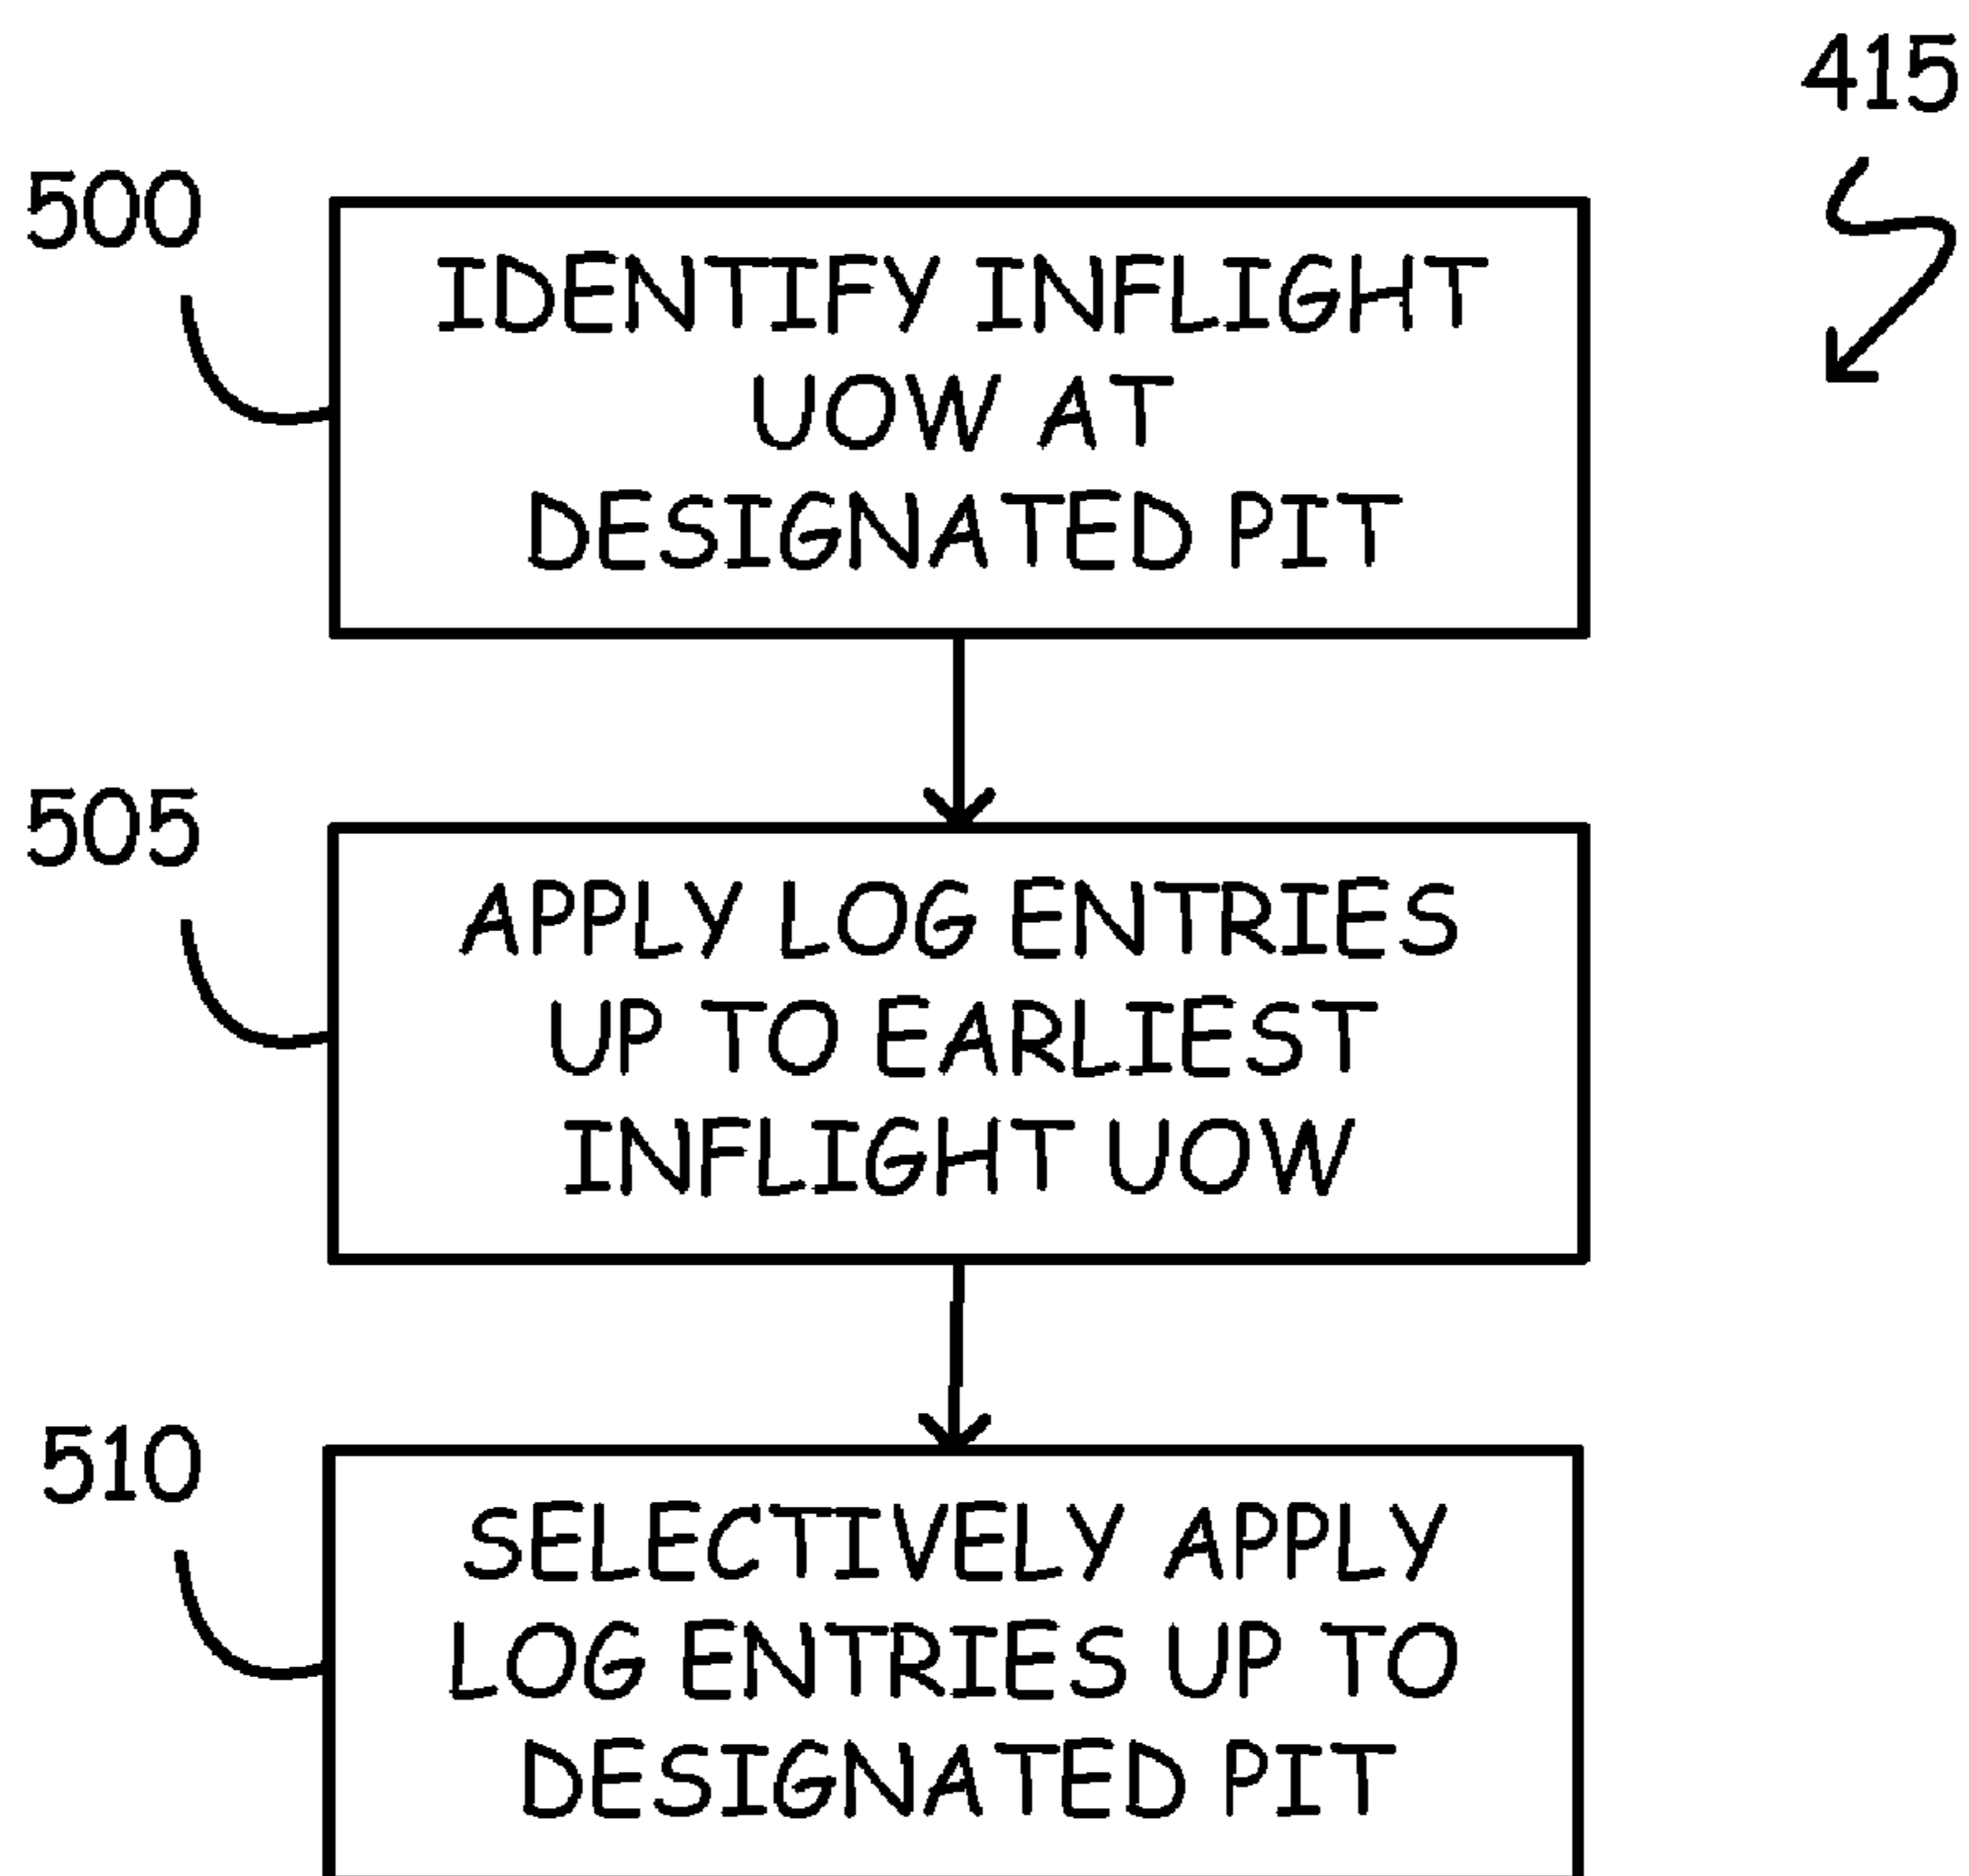 415
500
IDENTIFY INFLIGHT
UOW AT
DESIGNATED PIT
505
APPLY LOG ENTRIES
UP TO EARLIEST
INFLIGHT UOW
510
SELECTIVELY APPLY
LOG ENTRIES UP TO
DESIGNATED PIT